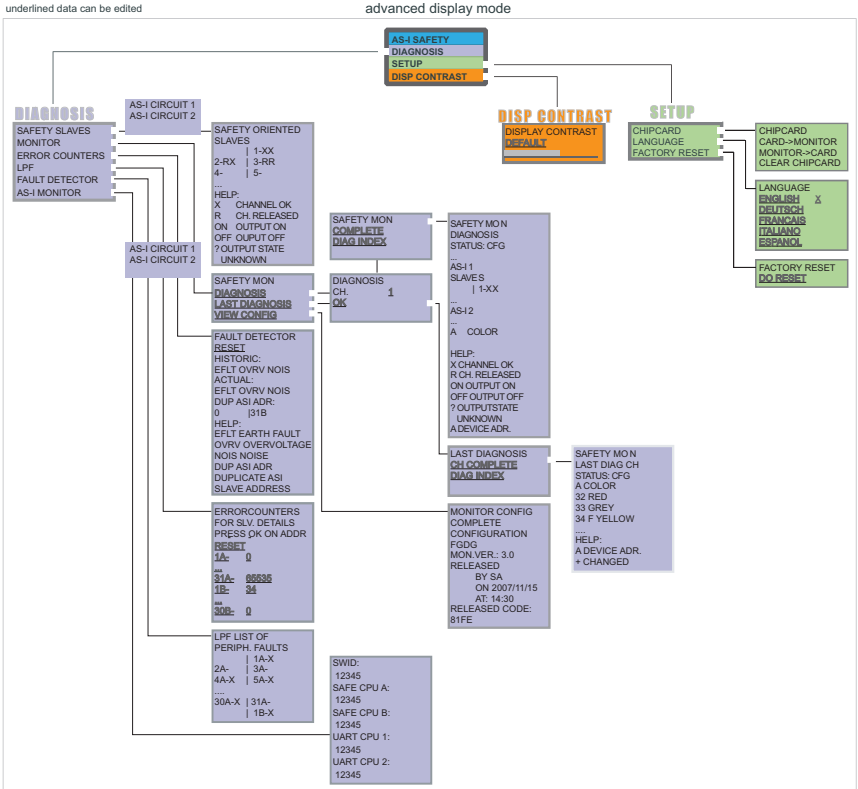 underlined data can be edited
advanced display mode
AS-I SAFETY
DIAGNOSIS
SETUP
DISP CONTRAST
DIAGNOSIS
SAFETY SLAVES
MONITOR
ERROR COUNTERS
LPF
FAULT DETECTOR
AS-I MONITOR
AS-I CIRCUIT 1
AS-I CIRCUIT 2
SAFETY ORIENTED
SLAVES
| 1-XX
2-RX | 3-RR
4- | 5-
...
HELP:
X CHANNEL OK
R CH. RELEASED
ON OUTPUT ON
OFF OUPUT OFF
? OUTPUT STATE
UNKNOWN
AS-I CIRCUIT 1
AS-I CIRCUIT 2
SAFETY MON
DIAGNOSIS
LAST DIAGNOSIS
VIEW CONFIG
FAULT DETECTOR
RESET
HISTORIC:
EFLT OVRV NOIS
ACTUAL:
EFLT OVRV NOIS
DUP ASI ADR:
0 |31B
HELP:
EFLT EARTH FAULT
OVRV OVERVOLTAGE
NOIS NOISE
DUP ASI ADR
DUPLICATE ASI
SLAVE ADDRESS
ERRORCOUNTERS
FOR SLV. DETAILS
PRESS OK ON ADDR
RESET
1A- 0
...
31A- 65535
1B- 34
...
30B- 0
LPF LIST OF
PERIPH. FAULTS
| 1A-X
2A- | 3A-
4A-X | 5A-X
....
30A-X | 31A-
| 1B-X
SWID:
12345
SAFE CPU A:
12345
SAFE CPU B:
12345
UART CPU 1:
12345
UART CPU 2:
12345
SAFETY MON
COMPLETE
DIAG INDEX
DIAGNOSIS
CH. 1
OK
SAFETY MO N
DIAGNOSIS
STATUS: CFG
...
AS-I 1
SLAVE S
| 1-XX
...
AS-I 2
...
A COLOR
HELP:
X CHANNEL OK
R CH. RELEASED
ON OUTPUT ON
OFF OUTPUT OFF
? OUTPUTSTATE
UNKNOWN
A DEVICE ADR.
LAST DIAGNOSIS
CH COMPLETE
DIAG INDEX
SAFETY MO N
LAST DIAG CH
STATUS: CFG
A COLOR
32 RED
33 GREY
34 F YELLOW
....
HELP:
A DEVICE ADR.
+ CHANGED
MONITOR CONFIG
COMPLETE
CONFIGURATION
FGDG
MON.VER.: 3.0
RELEASED
BY SA
ON 2007/11/15
AT: 14:30
RELEASED CODE:
81FE
DISP CONTRAST
DISPLAY CONTRAST
DEFAULT
SETUP
CHIPCARD
LANGUAGE
FACTORY RESET
CHIPCARD
CARD->MONITOR
MONITOR->CARD
CLEAR CHIPCARD
LANGUAGE
ENGLISH X
DEUTSCH
FRANCAIS
ITALIANO
ESPANOL
FACTORY RESET
DO RESET